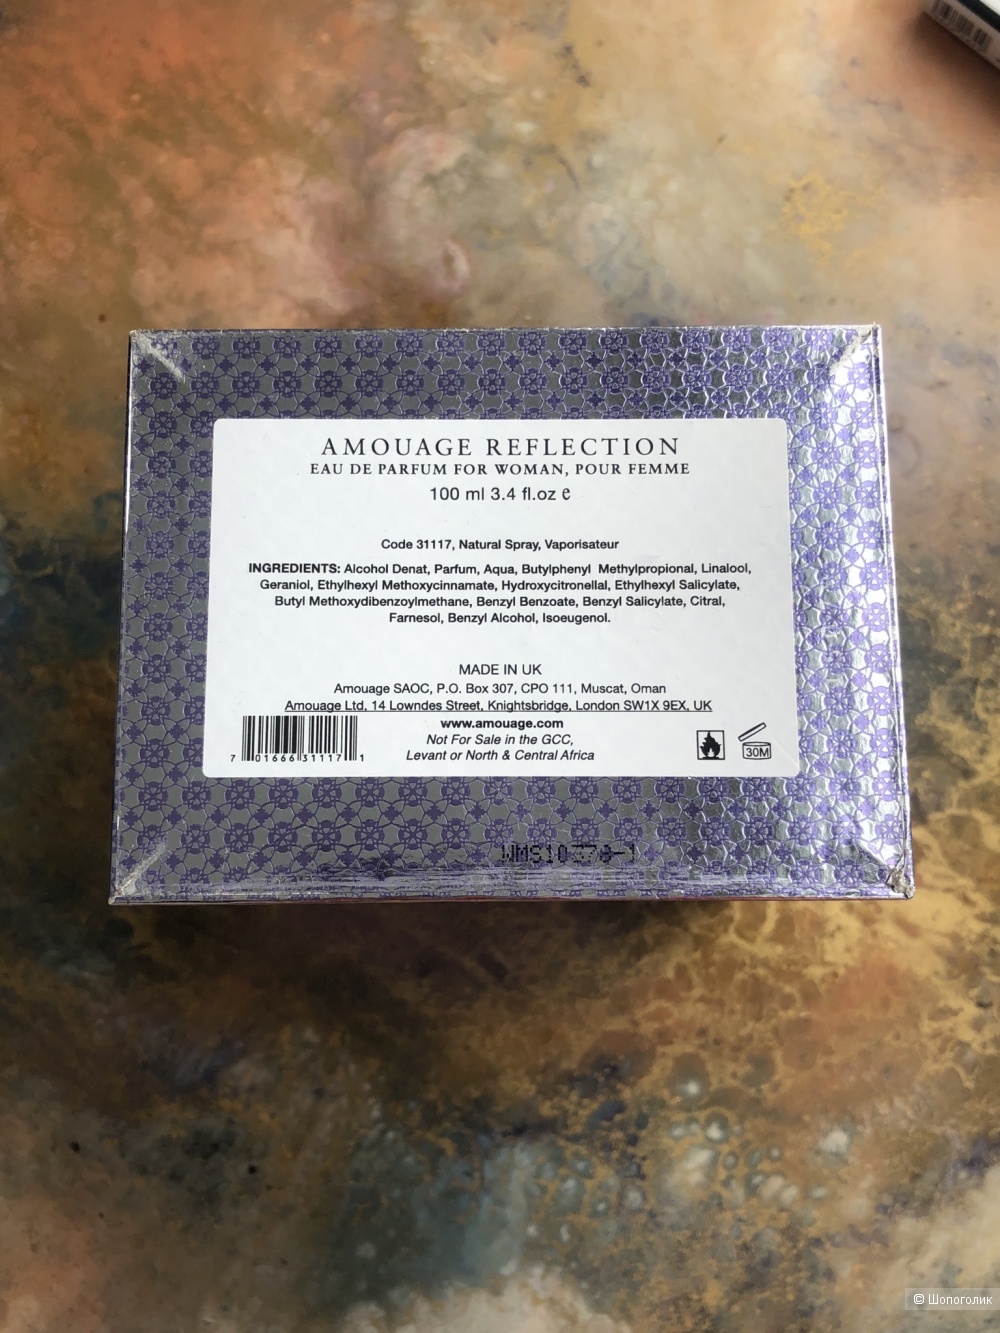 AMOUAGE REFLECTION
EAU DE PARFUM FOR WOMAN, POUR FEMME
100 ml 3.4 fl.oz e
Code 31117, Natural Spray, Vaporisateur
INGREDIENTS: Alcohol Denat, Parfum, Aqua, Butylphenyl Methylpropional, Linalool,
Geraniol, Ethylhexyl Methoxycinnamate, Hydroxycitronellal, Ethylhexyl Salicylate,
Butyl Methoxydibenzoylmethane, Benzyl Benzoate, Benzyl Salicylate, Citral,
Farnesol, Benzyl Alcohol, Isoeugenol.
MADE IN UK
Amouage SAOC, P.O. Box 307, CPO 111, Muscat, Oman
Amouage Ltd, 14 Lowndes Street, Knightsbridge, London SW1X 9EX, UK
www.amouage.com
Not For Sale in the GCC,
Levant or North & Central Africa
7 01666 31117 1
30M
© Шопоголик